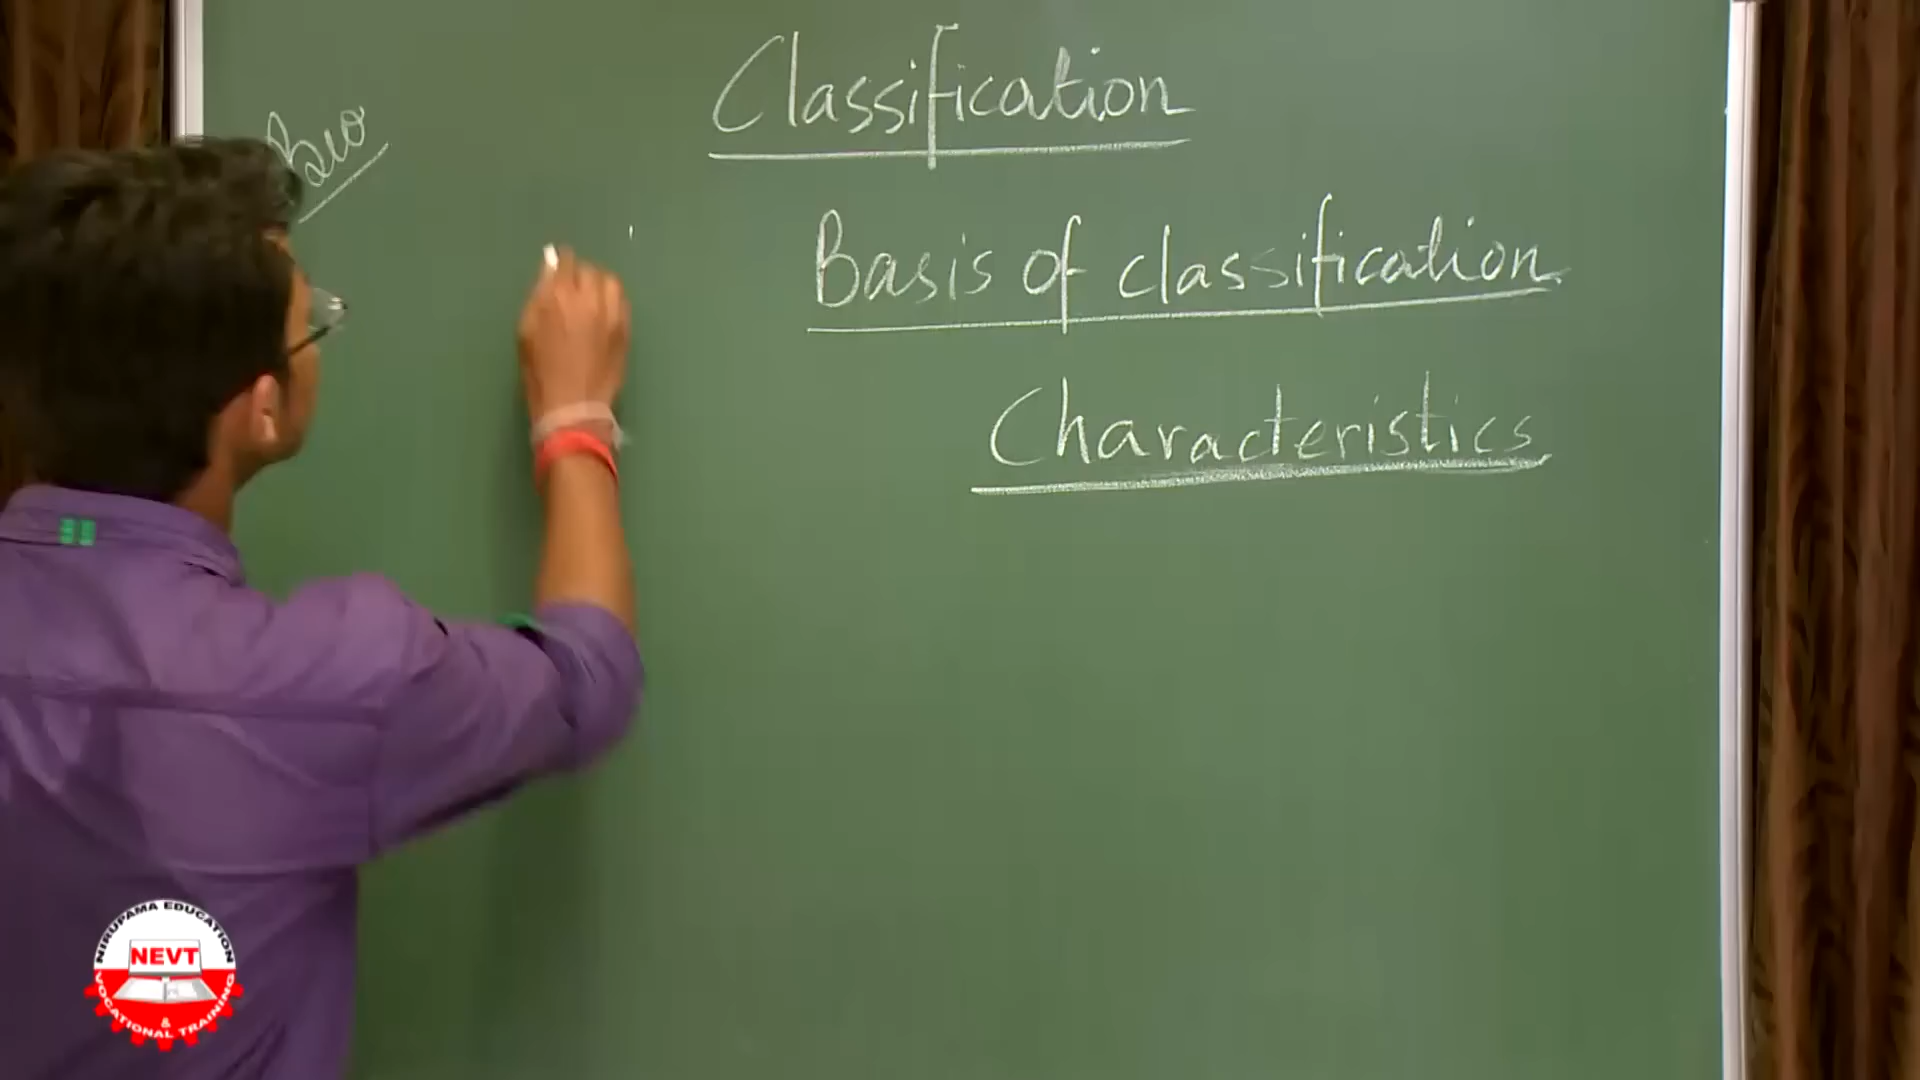 Classification
Bio
Basis of classification
Characteristics
NIRUPAMA EDUCATION
NEVT
& VOCATIONAL TRAINING